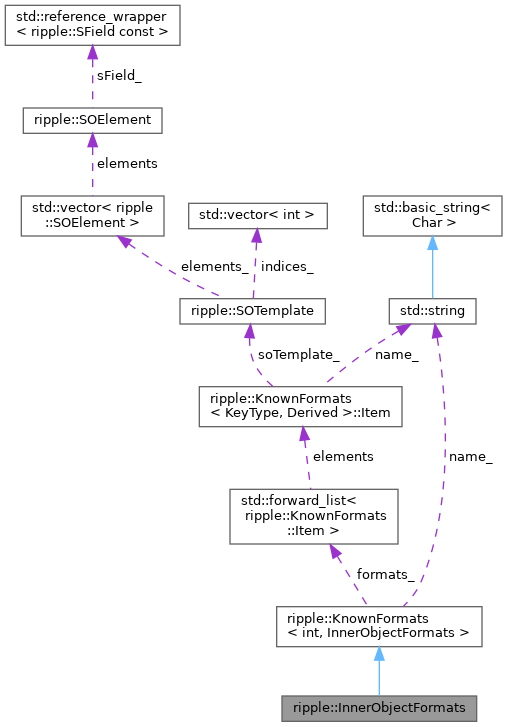 std::reference_wrapper
< ripple::SField const >
sField_
ripple::SOElement
elements
std::vector< ripple
::SOElement >
std::vector< int >
std::basic_string<
Char >
elements_
indices_
ripple::SOTemplate
std::string
soTemplate_
name_
ripple::KnownFormats
< KeyType, Derived >::Item
elements
name_
std::forward_list<
ripple::KnownFormats
::Item >
formats_
ripple::KnownFormats
< int, InnerObjectFormats >
ripple::InnerObjectFormats